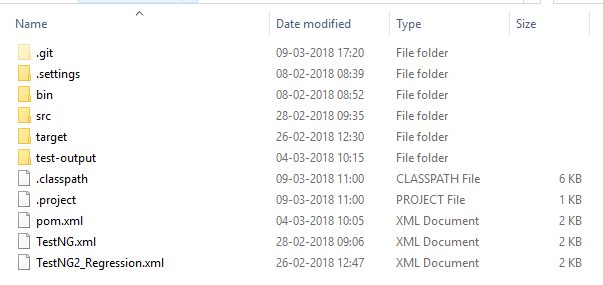 Name Date modified Type Size
.git 09-03-2018 17:20 File folder
.settings 08-02-2018 08:39 File folder
bin 08-02-2018 08:52 File folder
src 28-02-2018 09:35 File folder
target 26-02-2018 12:30 File folder
test-output 04-03-2018 10:15 File folder
.classpath 09-03-2018 11:00 CLASSPATH File 6 KB
.project 09-03-2018 11:00 PROJECT File 1 KB
pom.xml 04-03-2018 10:05 XML Document 2 KB
TestNG.xml 28-02-2018 09:06 XML Document 2 KB
TestNG2_Regression.xml 26-02-2018 12:47 XML Document 2 KB